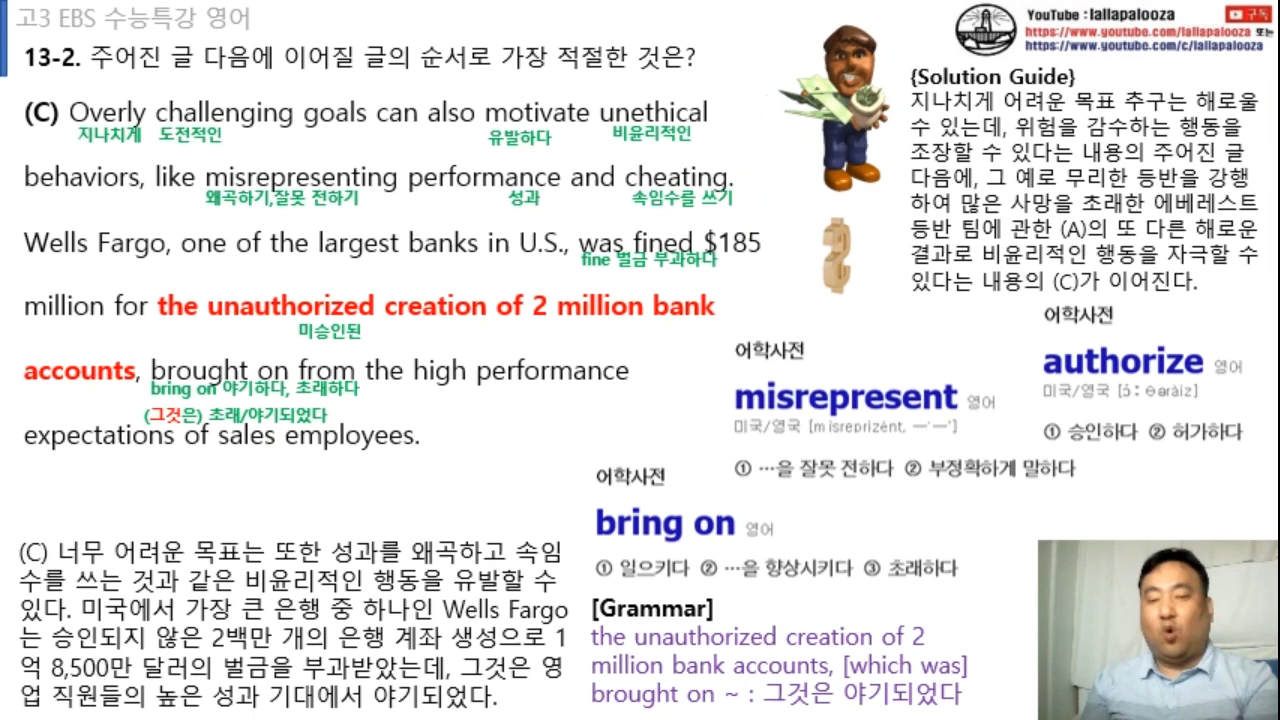 고3 EBS 수능특강 영어
13-2. 주어진 글 다음에 이어질 글의 순서로 가장 적절한 것은?
(C) Overly challenging goals can also motivate unethical
지나치게 도전적인 유발하다 비윤리적인
behaviors, like misrepresenting performance and cheating.
왜곡하기,잘못 전하기 성과 속임수를 쓰기
Wells Fargo, one of the largest banks in U.S., was fined $185
fine 벌금 부과하다
million for the unauthorized creation of 2 million bank
미승인된
accounts, brought on from the high performance
bring on 야기하다, 초래하다
(그것은) 초래/야기되었다
expectations of sales employees.
(C) 너무 어려운 목표는 또한 성과를 왜곡하고 속임
수를 쓰는 것과 같은 비윤리적인 행동을 유발할 수
있다. 미국에서 가장 큰 은행 중 하나인 Wells Fargo
는 승인되지 않은 2백만 개의 은행 계좌 생성으로 1
억 8,500만 달러의 벌금을 부과받았는데, 그것은 영
업 직원들의 높은 성과 기대에서 야기되었다.
YouTube : lallapalooza
구독
https://www.youtube.com/lallapalooza 또는
https://www.youtube.com/c/lallapalooza
{Solution Guide}
지나치게 어려운 목표 추구는 해로울
수 있는데, 위험을 감수하는 행동을
조장할 수 있다는 내용의 주어진 글
다음에, 그 예로 무리한 등반을 강행
하여 많은 사망을 초래한 에베레스트
등반 팀에 관한 (A)의 또 다른 해로운
결과로 비윤리적인 행동을 자극할 수
있다는 내용의 (C)가 이어진다.
어학사전
authorize 영어
미국/영국 [ɔ́ːθəràiz]
① 승인하다 ② 허가하다
어학사전
misrepresent 영어
미국/영국 [mìsreprizént, —´—´]
① …을 잘못 전하다 ② 부정확하게 말하다
어학사전
bring on 영어
① 일으키다 ② …을 향상시키다 ③ 초래하다
[Grammar]
the unauthorized creation of 2
million bank accounts, [which was]
brought on ~ : 그것은 야기되었다